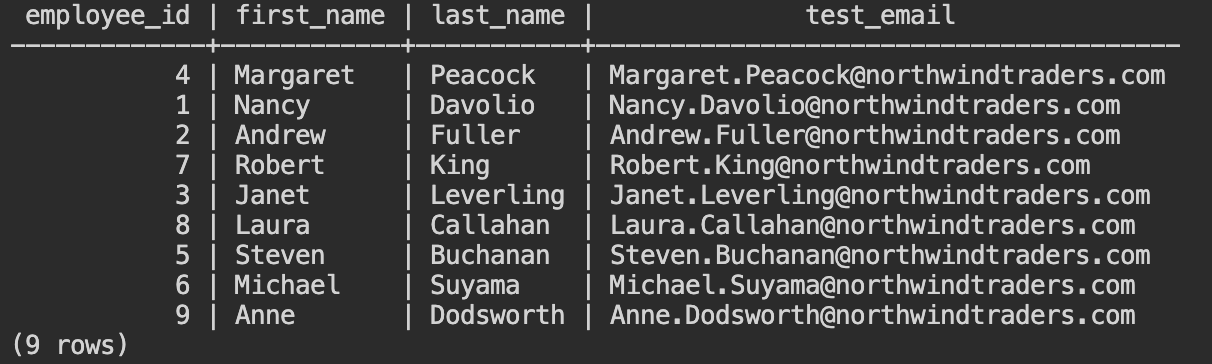 employee_id | first_name | last_name |              test_email
-------------+------------+-----------+---------------------------------------
           4 | Margaret   | Peacock   | Margaret.Peacock@northwindtraders.com
           1 | Nancy      | Davolio   | Nancy.Davolio@northwindtraders.com
           2 | Andrew     | Fuller    | Andrew.Fuller@northwindtraders.com
           7 | Robert     | King      | Robert.King@northwindtraders.com
           3 | Janet      | Leverling | Janet.Leverling@northwindtraders.com
           8 | Laura      | Callahan  | Laura.Callahan@northwindtraders.com
           5 | Steven     | Buchanan  | Steven.Buchanan@northwindtraders.com
           6 | Michael    | Suyama    | Michael.Suyama@northwindtraders.com
           9 | Anne       | Dodsworth | Anne.Dodsworth@northwindtraders.com
(9 rows)